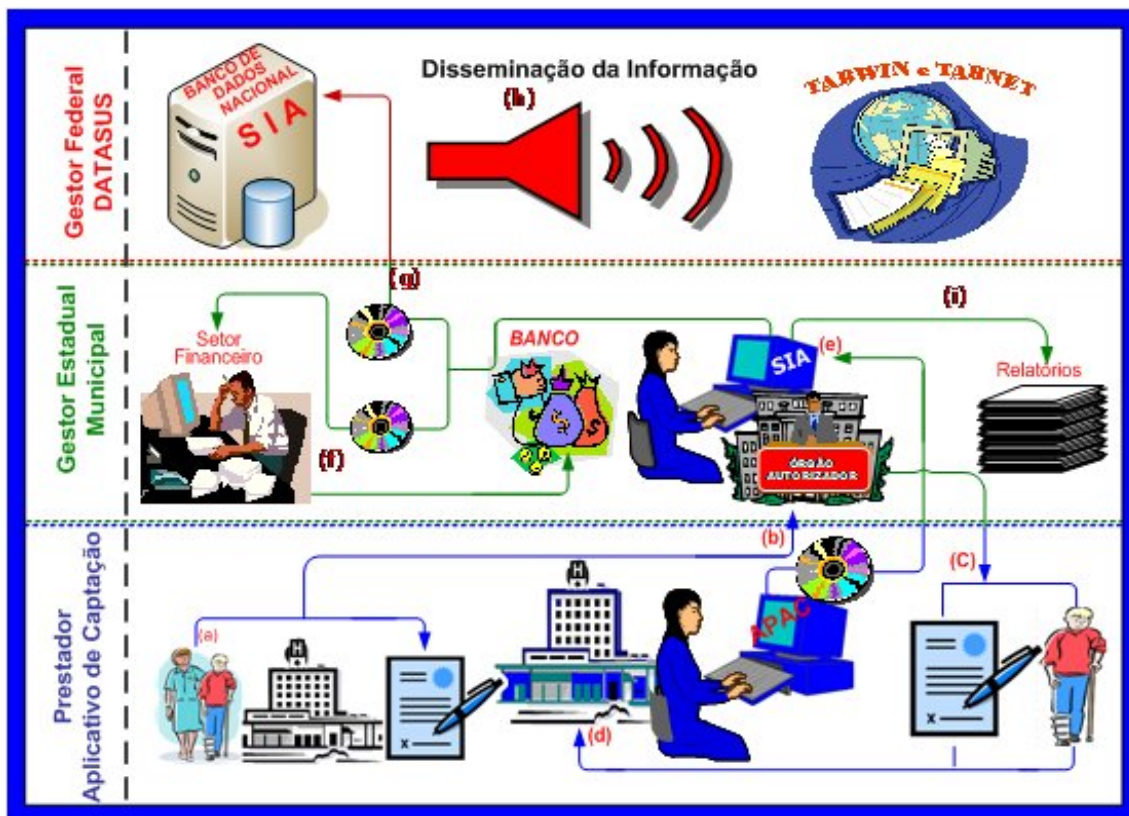 Gestor Federal
DATASUS
BANCO DE
DADOS
NACIONAL
S I A
Disseminação da Informação
(h)
TABWIN e TABNET
Gestor Estadual
Municipal
Setor
Financeiro
(f)
(q)
BANCO
SIA
(e)
ÓRGÃO
AUTORIZADOR
(i)
Relatórios
Prestador
Aplicativo de Captação
(a)
H
(b)
H
(d)
APAC
(C)
x
x